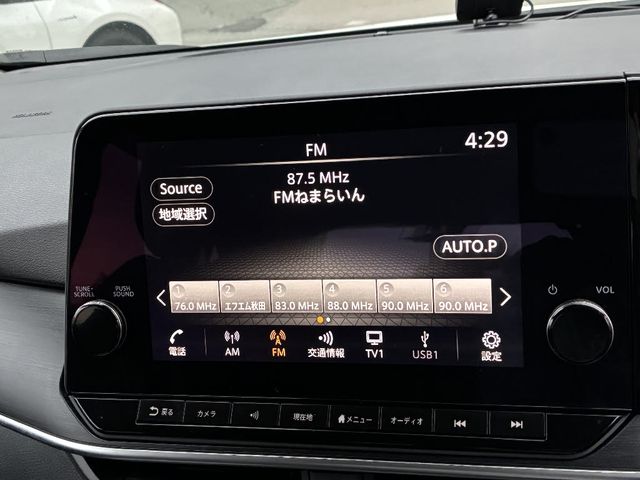 FM
4:29
87.5 MHz
FMねまらいん
Source
地域選択
AUTO.P
1 2 3 4 5 6
76.0 MHz エフエム秋田 83.0 MHz 88.0 MHz 90.0 MHz 90.0 MHz
電話 AM FM 交通情報 TV1 USB1 設定
TUNE・SCROLL
PUSH SOUND
VOL
戻る カメラ 現在地 メニュー オーディオ